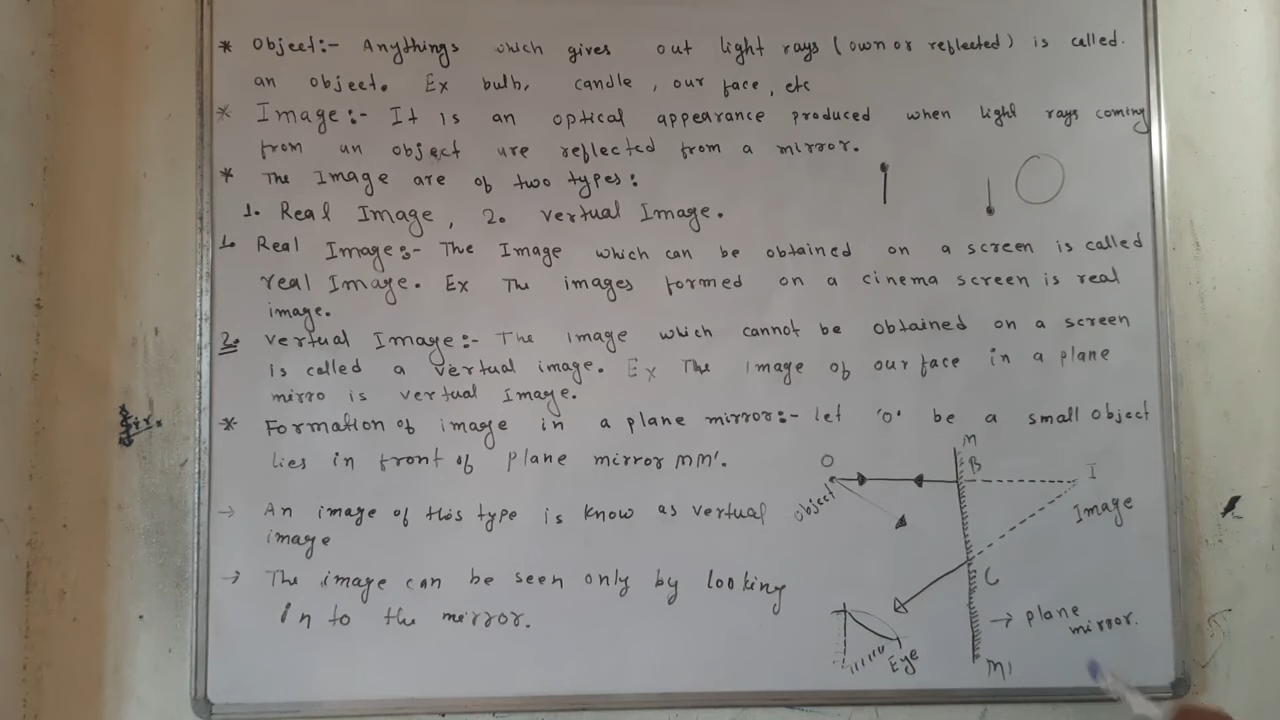 * Object:- Anythings which gives out light rays (own or reflected) is called.
an object. Ex bulb, candle, our face, etc
* Image:- It is an optical appearance produced when light rays coming
from an object are reflected from a mirror.
* The Image are of two types:
1. Real Image, 2. vertual Image.
1. Real Image:- The Image which can be obtained on a screen is called
real Image. Ex The images formed on a cinema screen is real
image.
2. vertual Image:- The image which cannot be obtained on a screen
is called a vertual image. Ex The image of our face in a plane
mirro is vertual Image.
* Formation of image in a plane mirror:- let 'O' be a small object
lies in front of plane mirror MM'.
→ An image of this type is know as vertual
image
→ The image can be seen only by looking
in to the mirror.
M
O
B
I
Object
Image
C
→ plane
mirror.
Eye
M'